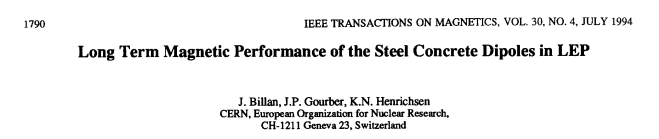 1790
IEEE TRANSACTIONS ON MAGNETICS, VOL. 30, NO. 4, JULY 1994
Long Term Magnetic Performance of the Steel Concrete Dipoles in LEP
J. Billan, J.P. Gourber, K.N. Henrichsen
CERN, European Organization for Nuclear Research,
CH-1211 Geneva 23, Switzerland